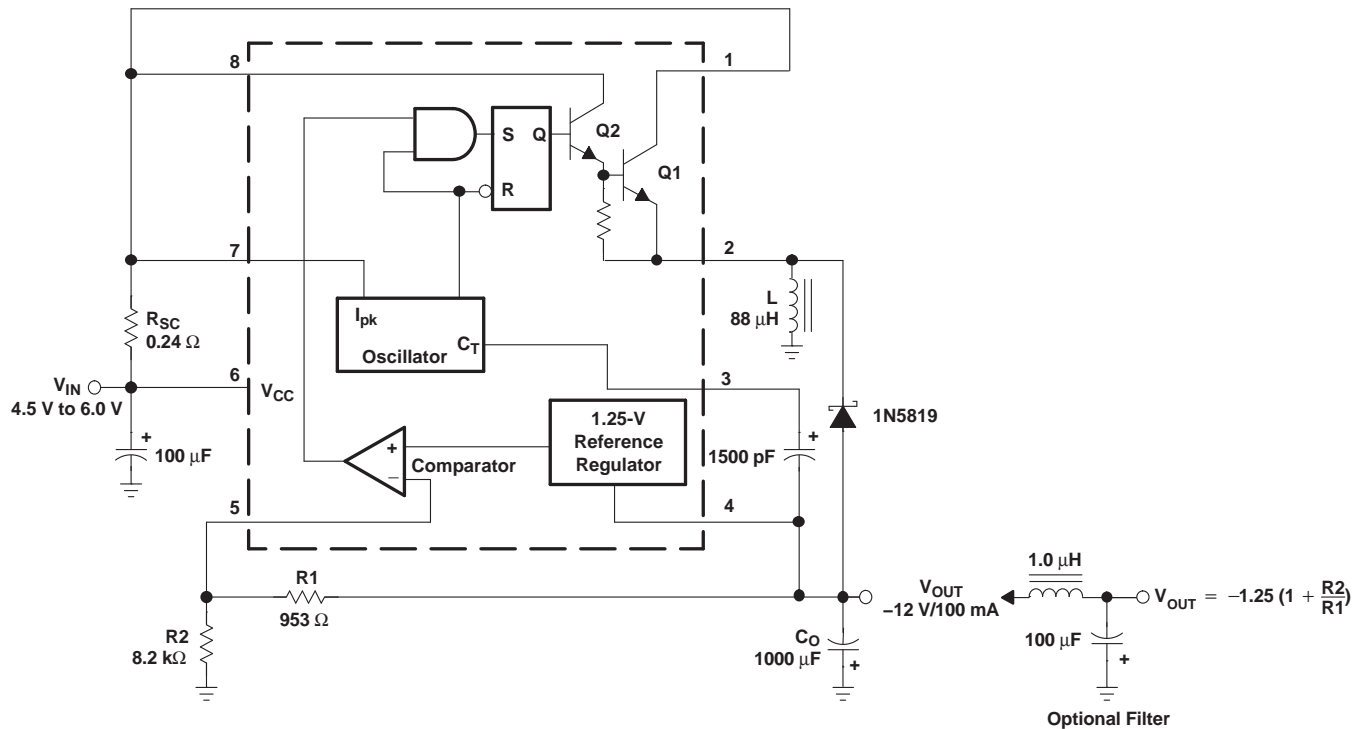 8
1
S
Q
Q2
R
Q1
7
2
L
88 μH
RSC
0.24 Ω
Ipk
CT
Oscillator
6
3
VIN
VCC
4.5 V to 6.0 V
1N5819
1.25-V
Reference
Regulator
1500 pF
+
+
100 μF
+
–
Comparator
5
4
R1
953 Ω
VOUT
–12 V/100 mA
1.0 μH
VOUT = –1.25 (1 + R2/R1)
R2
8.2 kΩ
CO
1000 μF
+
100 μF
+
Optional Filter